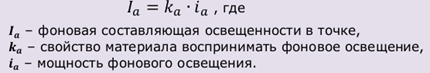 Iₐ = kₐ · iₐ , где
Iₐ – фоновая составляющая освещенности в точке,
kₐ – свойство материала воспринимать фоновое освещение,
iₐ – мощность фонового освещения.